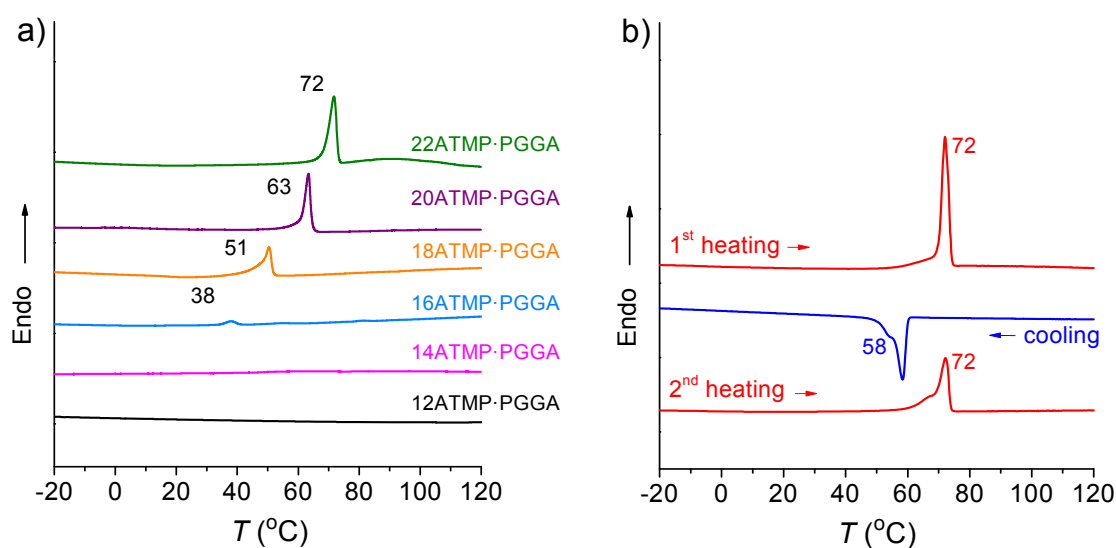 a)
72
22ATMP·PGGA
63
20ATMP·PGGA
51
18ATMP·PGGA
38
16ATMP·PGGA
14ATMP·PGGA
12ATMP·PGGA
Endo
-20 0 20 40 60 80 100 120
T (°C)
b)
72
1st heating
58
cooling
72
2nd heating
Endo
-20 0 20 40 60 80 100 120
T (°C)